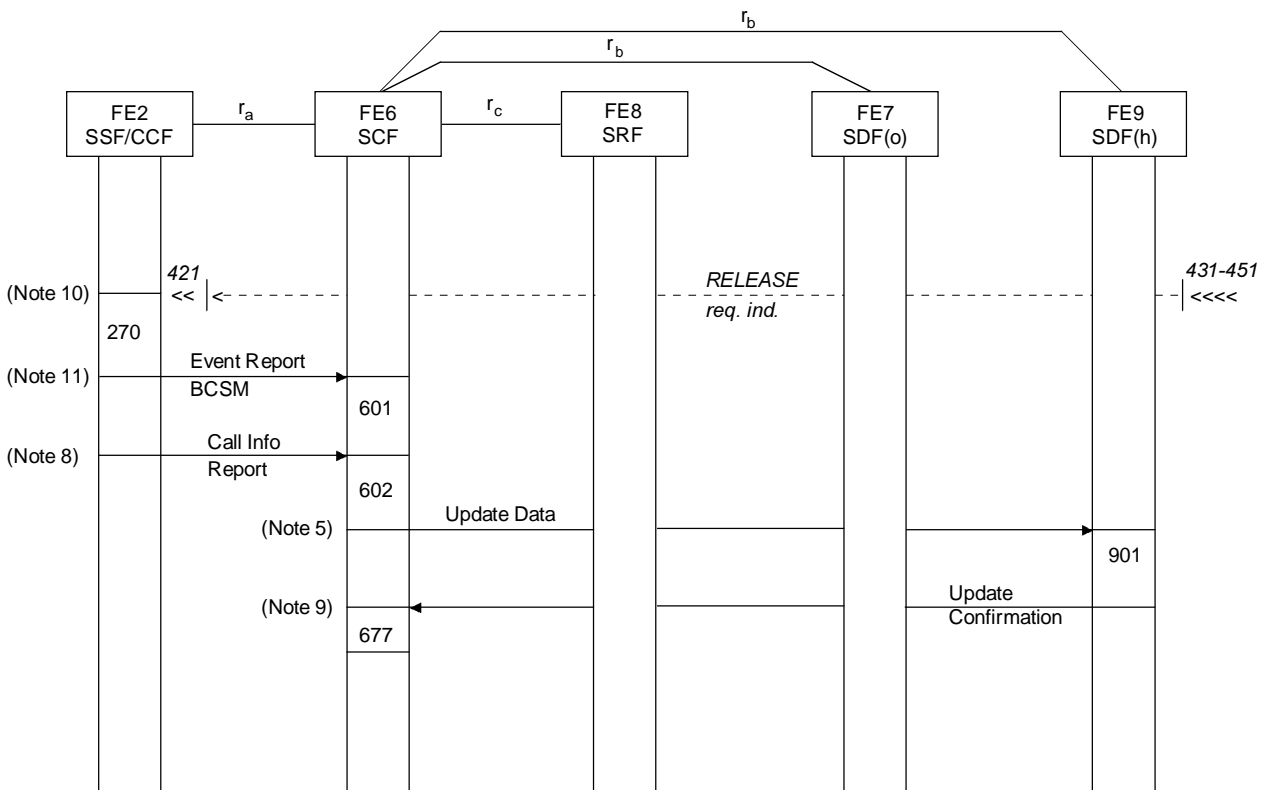 r_b
r_b
FE2
SSF/CCF
r_a
FE6
SCF
r_c
FE8
SRF
FE7
SDF(o)
FE9
SDF(h)
421
<<
<
RELEASE
req. ind.
431-451
<<<<
(Note 10)
270
(Note 11)
Event Report
BCSM
601
(Note 8)
Call Info
Report
602
(Note 5)
Update Data
901
(Note 9)
Update
Confirmation
677